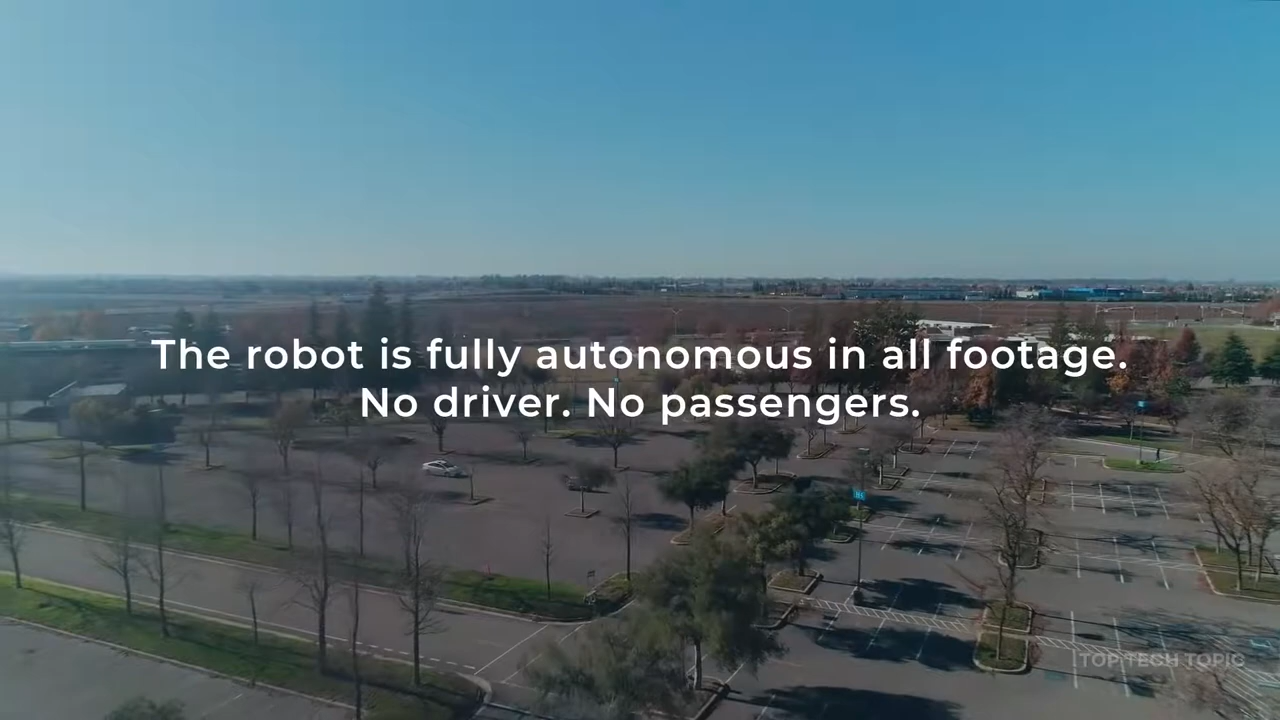 The robot is fully autonomous in all footage.
No driver. No passengers.
TOP TECH TOPIC